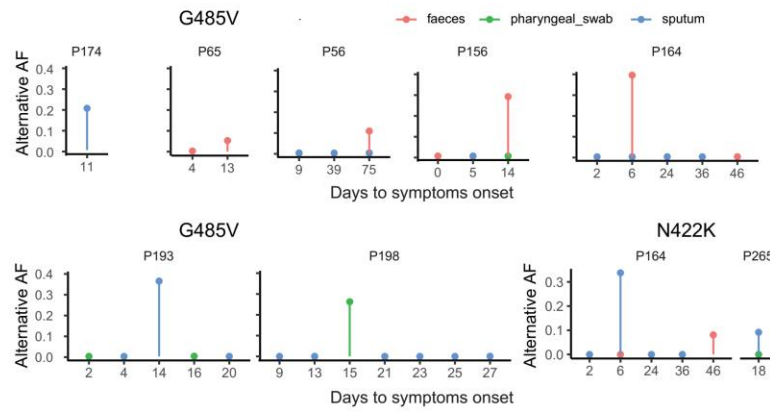 G485V
faeces pharyngeal_swab sputum
P174 P65 P56 P156 P164
Alternative AF
0.4
0.3
0.2
0.1
0.0
11 4 13 9 39 75 0 5 14 2 6 24 36 46
Days to symptoms onset
G485V N422K
P193 P198 P164 P265
Alternative AF
0.4
0.3
0.2
0.1
0.0
Alternative AF
0.3
0.2
0.1
0.0
2 4 14 16 20 9 13 15 21 23 25 27 2 6 24 36 46 18
Days to symptoms onset